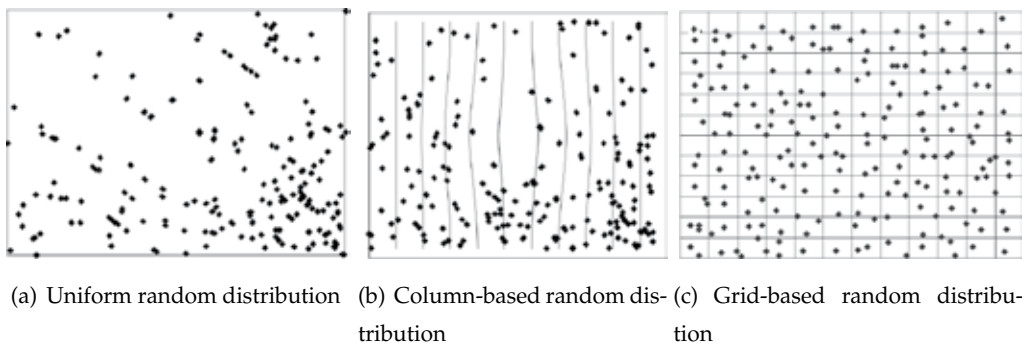 (a) Uniform random distribution
(b) Column-based random dis-
tribution
(c) Grid-based random distribu-
tion